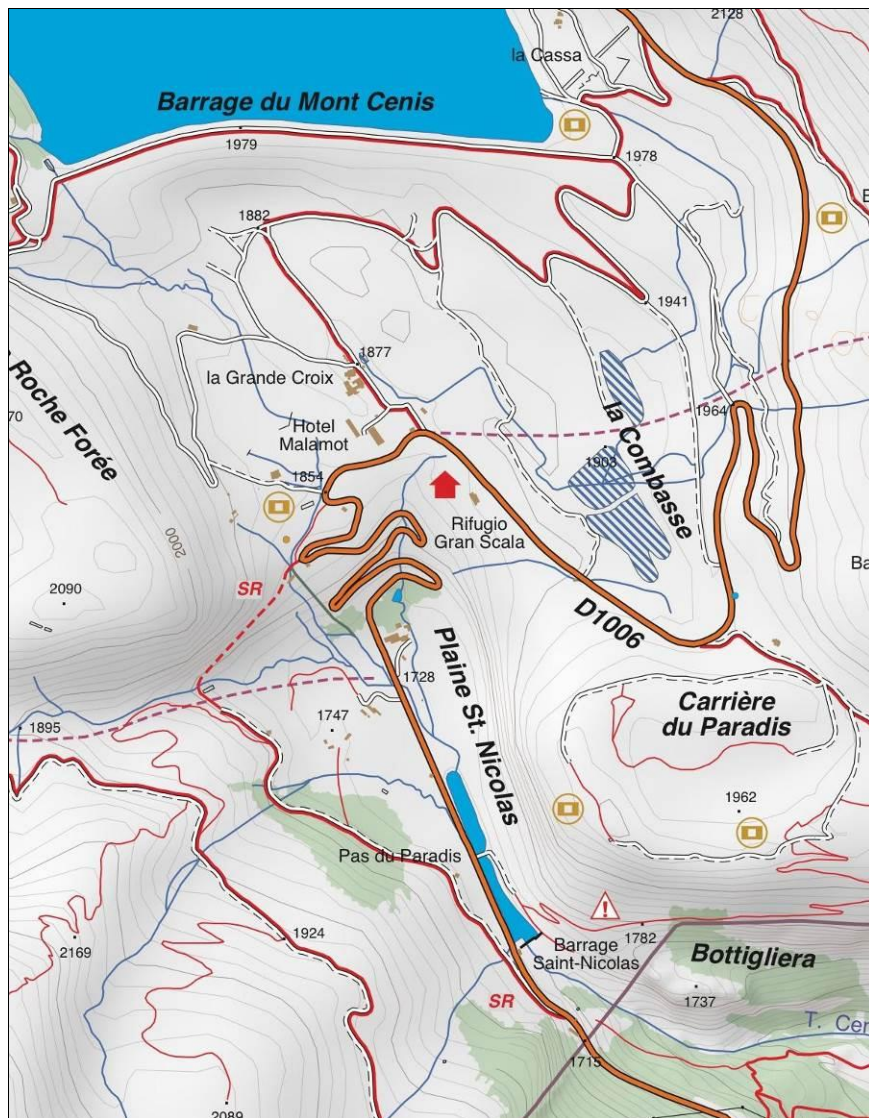 2128
la Cassa
Barrage du Mont Cenis
1979
1978
1882
1941
1877
la Grande Croix
1964
Roche Forée
70
Hotel
Malamot
la Combasse
1903
1854
Rifugio
Gran Scala
2000
Ba
SR
2090
D1006
Plaine St. Nicolas
1728
Carrière
du Paradis
1747
1895
1962
Pas du Paradis
1924
2169
1782
Barrage
Saint-Nicolas
Bottigliera
1737
SR
T. Cer
1715
2089